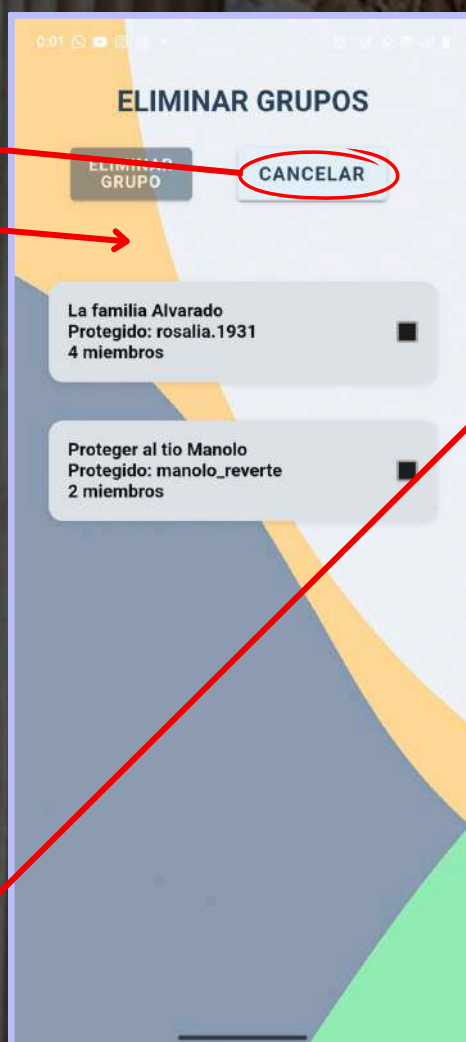 0:01
ELIMINAR GRUPOS
ELIMINAR
GRUPO
CANCELAR
La familia Alvarado
Protegido: rosalia.1931
4 miembros
Proteger al tio Manolo
Protegido: manolo_reverte
2 miembros